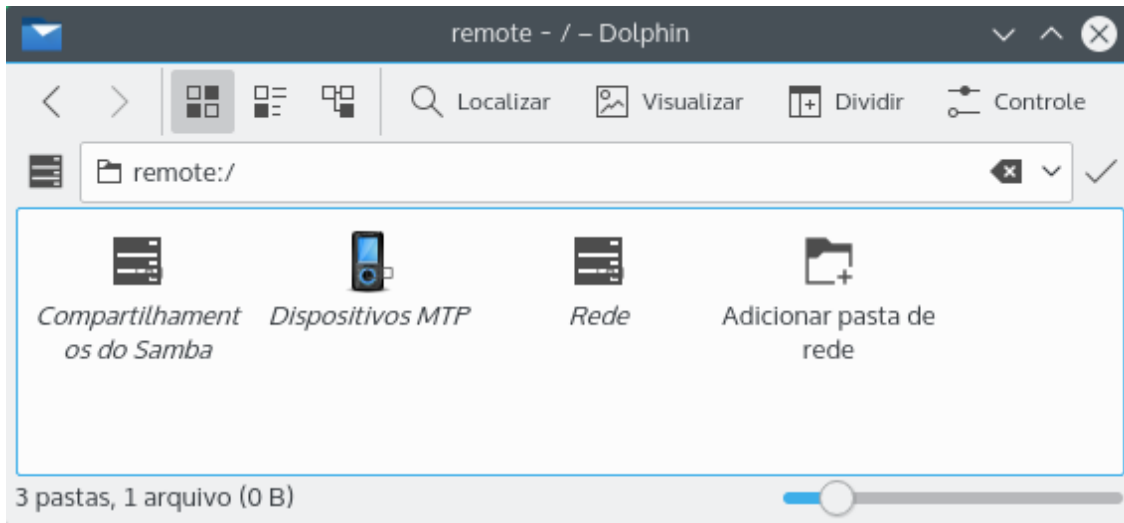 remote - / – Dolphin
Localizar Visualizar Dividir Controle
remote:/
Compartilhament
os do Samba
Dispositivos MTP
Rede
Adicionar pasta de
rede
3 pastas, 1 arquivo (0 B)